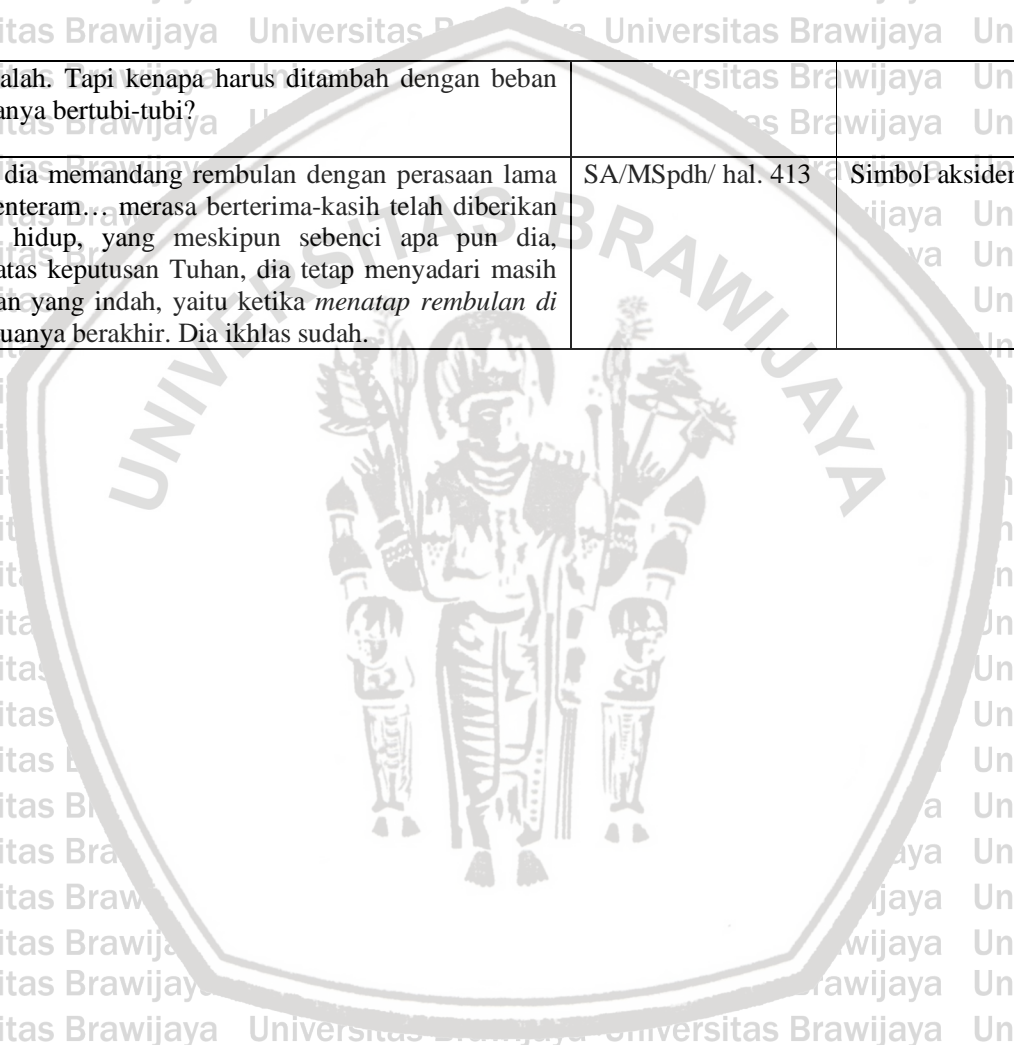 alah. Tapi kenapa harus ditambah dengan beban
anya bertubi-tubi?
dia memandang rembulan dengan perasaan lama
enteram… merasa berterima-kasih telah diberikan
hidup, yang meskipun sebenci apa pun dia,
atas keputusan Tuhan, dia tetap menyadari masih
an yang indah, yaitu ketika menatap rembulan di
uanya berakhir. Dia ikhlas sudah.
SA/MSpdh/ hal. 413
Simbol aksiden
UNIVERSITAS BRAWIJAYA